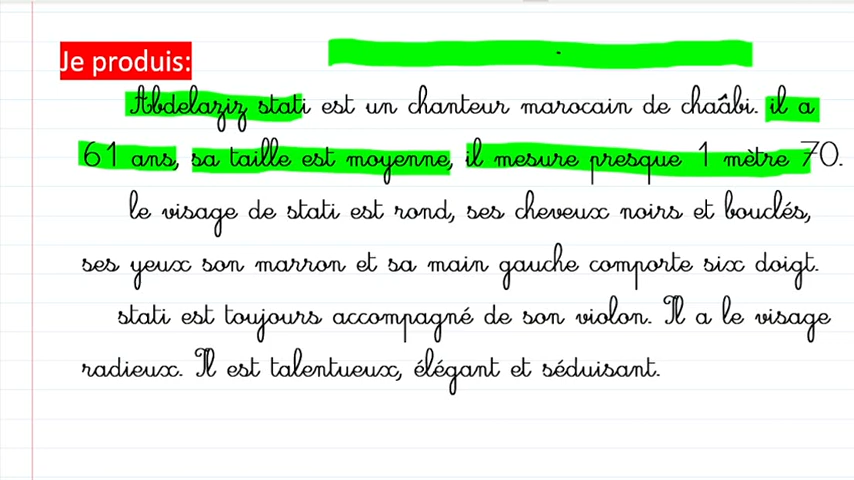 Je produis:
Abdelaziz stati est un chanteur marocain de chaâbi. il a
61 ans, sa taille est moyenne, il mesure presque 1 mètre 70.
le visage de stati est rond, ses cheveux noirs et bouclés,
ses yeux son marron et sa main gauche comporte six doigt.
stati est toujours accompagné de son violon. Il a le visage
radieux. Il est talentueux, élégant et séduisant.